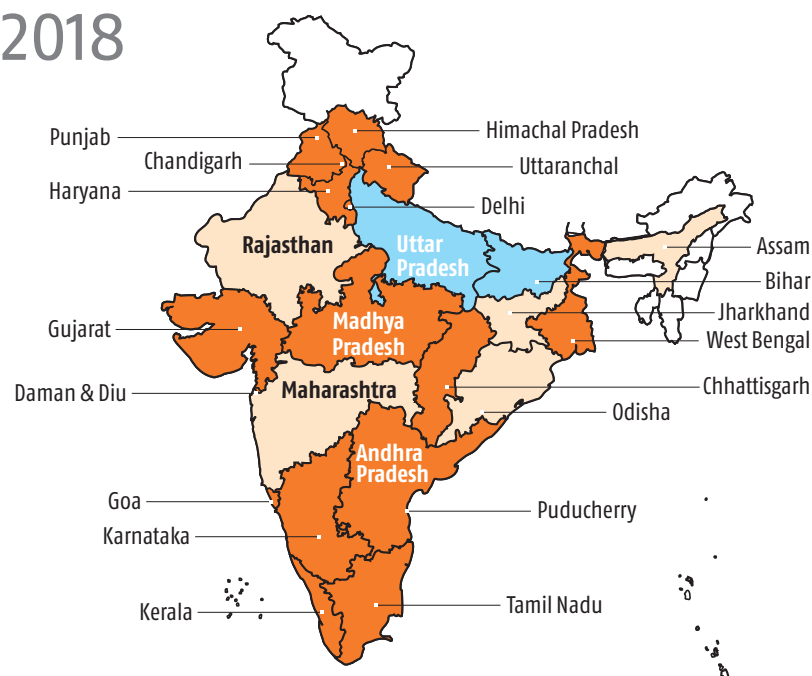 2018
Himachal Pradesh
Punjab
Chandigarh
Uttaranchal
Haryana
Delhi
Rajasthan
Uttar
Pradesh
Assam
Bihar
Jharkhand
Gujarat
Madhya
Pradesh
West Bengal
Daman & Diu
Maharashtra
Chhattisgarh
Odisha
Andhra
Pradesh
Goa
Puducherry
Karnataka
Kerala
Tamil Nadu